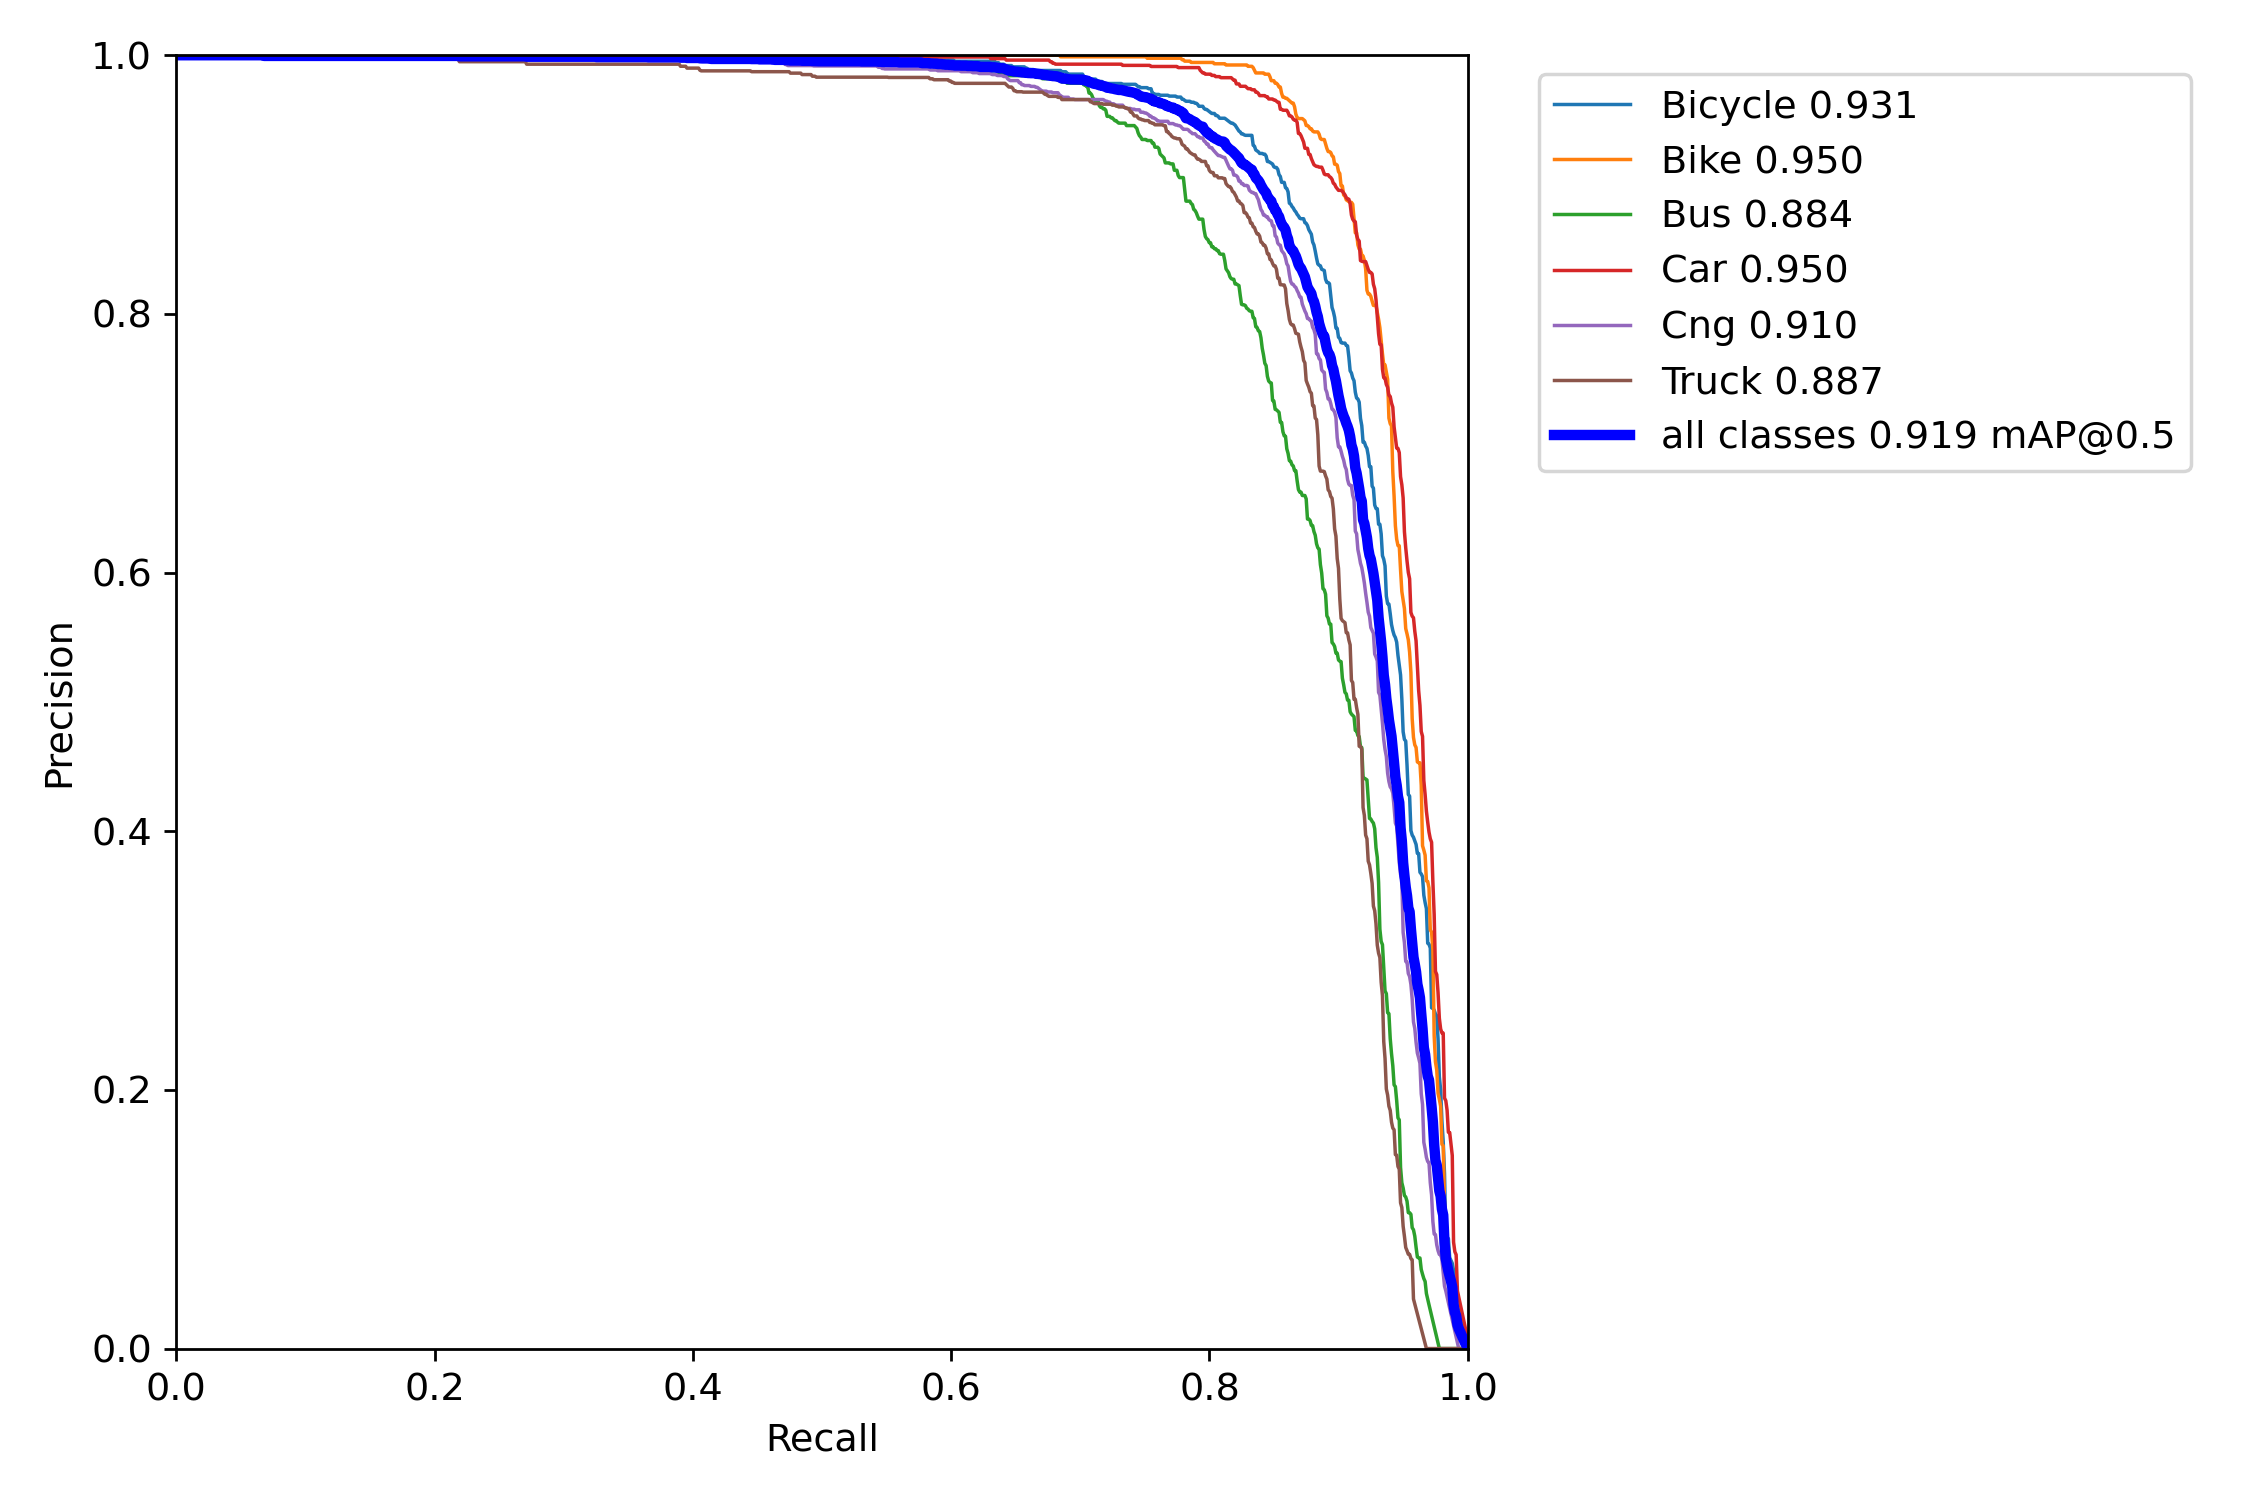 1.0
0.8
0.6
0.4
0.2
0.0
0.0 0.2 0.4 0.6 0.8 1.0
Precision
Recall
Bicycle 0.931
Bike 0.950
Bus 0.884
Car 0.950
Cng 0.910
Truck 0.887
all classes 0.919 mAP@0.5